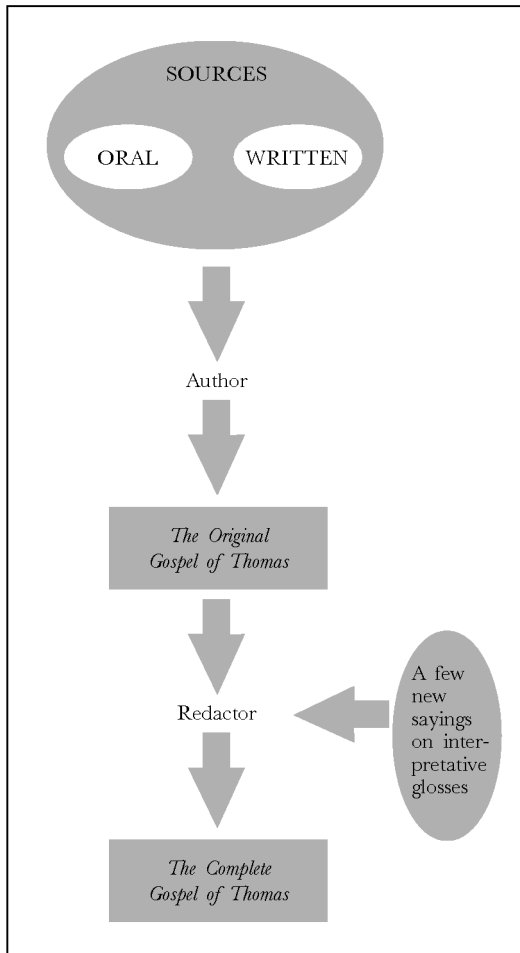 SOURCES
ORAL
WRITTEN
Author
The Original
Gospel of Thomas
Redactor
A few
new
sayings
on inter-
pretative
glosses
The Complete
Gospel of Thomas